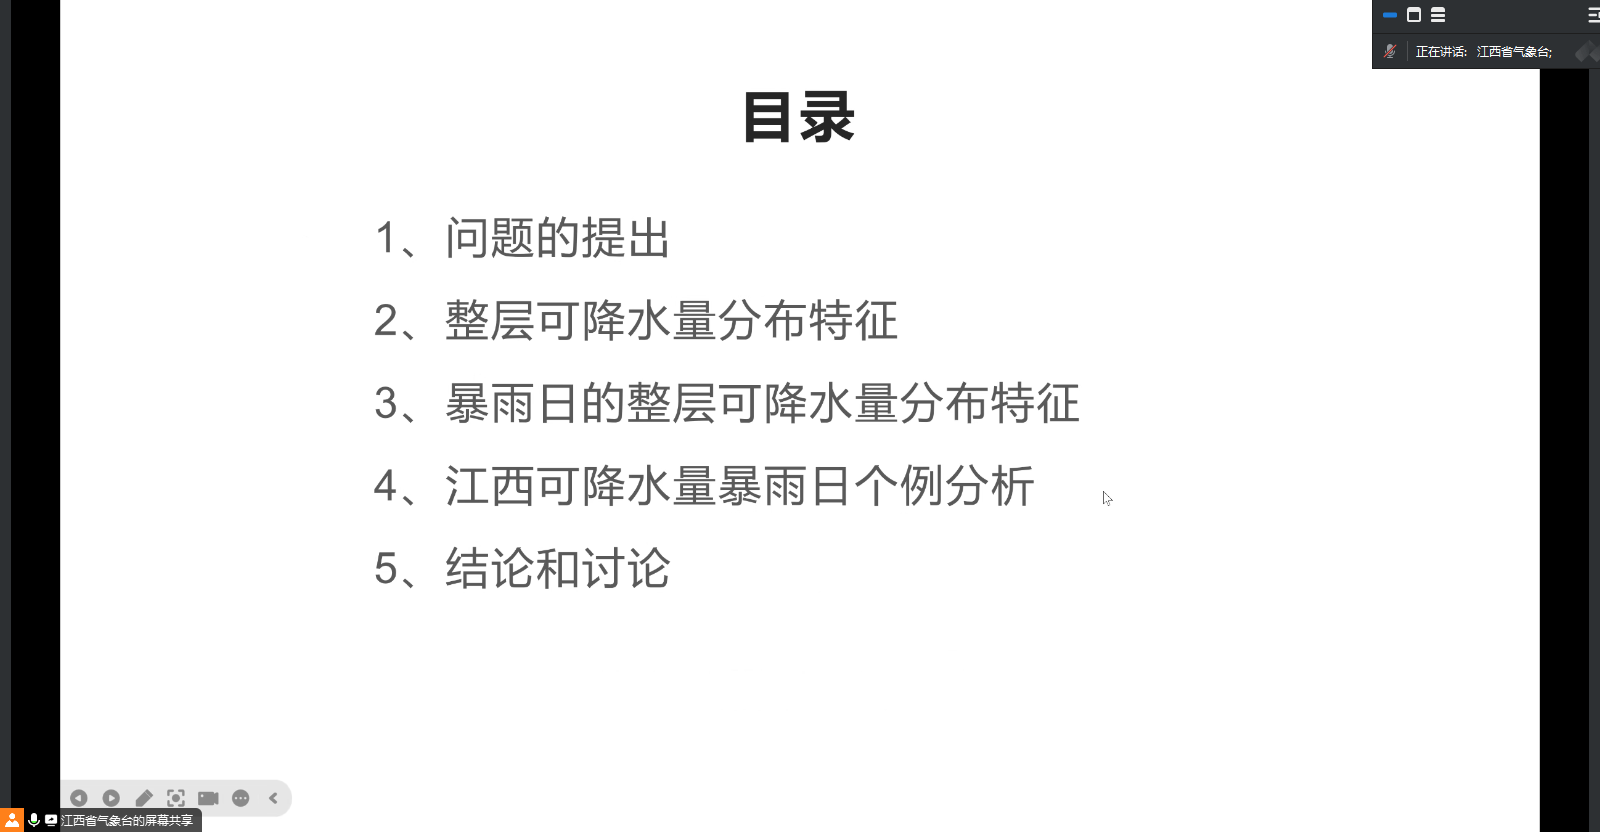 正在讲话: 江西省气象台;
目录
1、问题的提出
2、整层可降水量分布特征
3、暴雨日的整层可降水量分布特征
4、江西可降水量暴雨日个例分析
5、结论和讨论
江西省气象台的屏幕共享